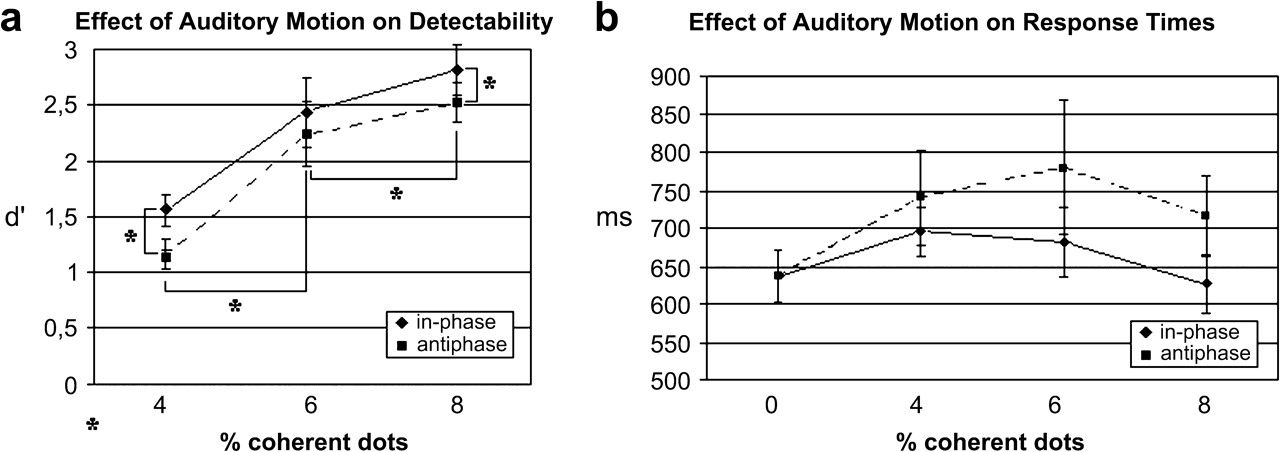 a
Effect of Auditory Motion on Detectability
3
2,5
2
1,5
1
0,5
0
d'
*
*
*
*
in-phase
antiphase
4 6 8
*
% coherent dots
b
Effect of Auditory Motion on Response Times
900
850
800
750
700
650
600
550
500
ms
in-phase
antiphase
0 4 6 8
% coherent dots